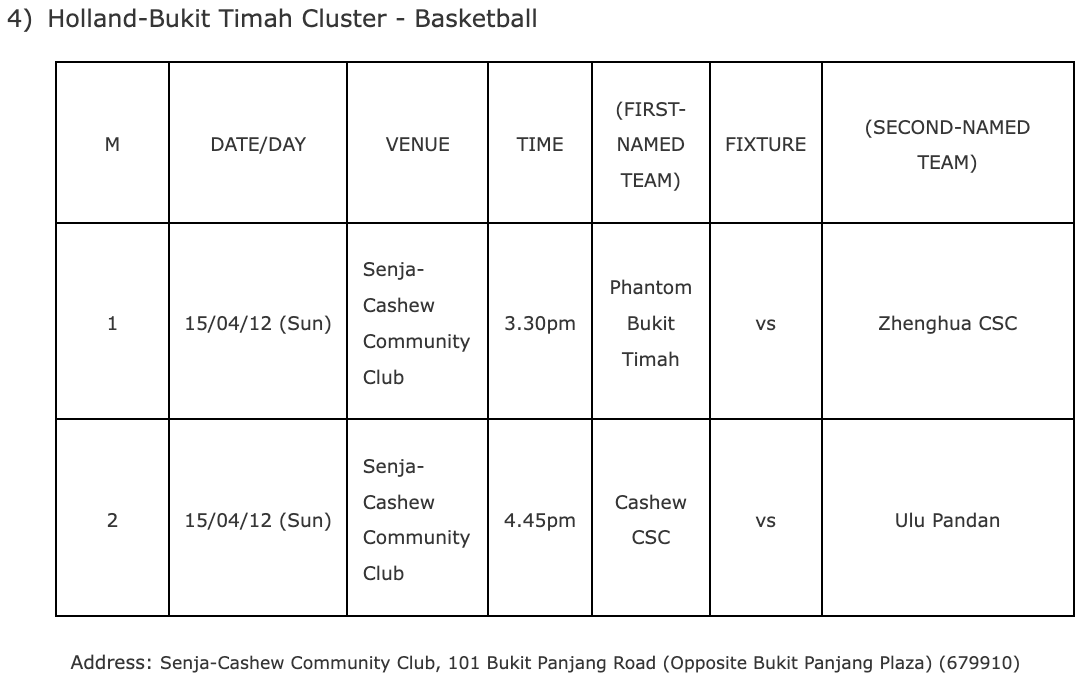 4) Holland-Bukit Timah Cluster - Basketball
M
DATE/DAY
VENUE
TIME
(FIRST-
NAMED
TEAM)
FIXTURE
(SECOND-NAMED
TEAM)
1
15/04/12 (Sun)
Senja-
Cashew
Community
Club
3.30pm
Phantom
Bukit
Timah
vs
Zhenghua CSC
2
15/04/12 (Sun)
Senja-
Cashew
Community
Club
4.45pm
Cashew
CSC
vs
Ulu Pandan
Address: Senja-Cashew Community Club, 101 Bukit Panjang Road (Opposite Bukit Panjang Plaza) (679910)